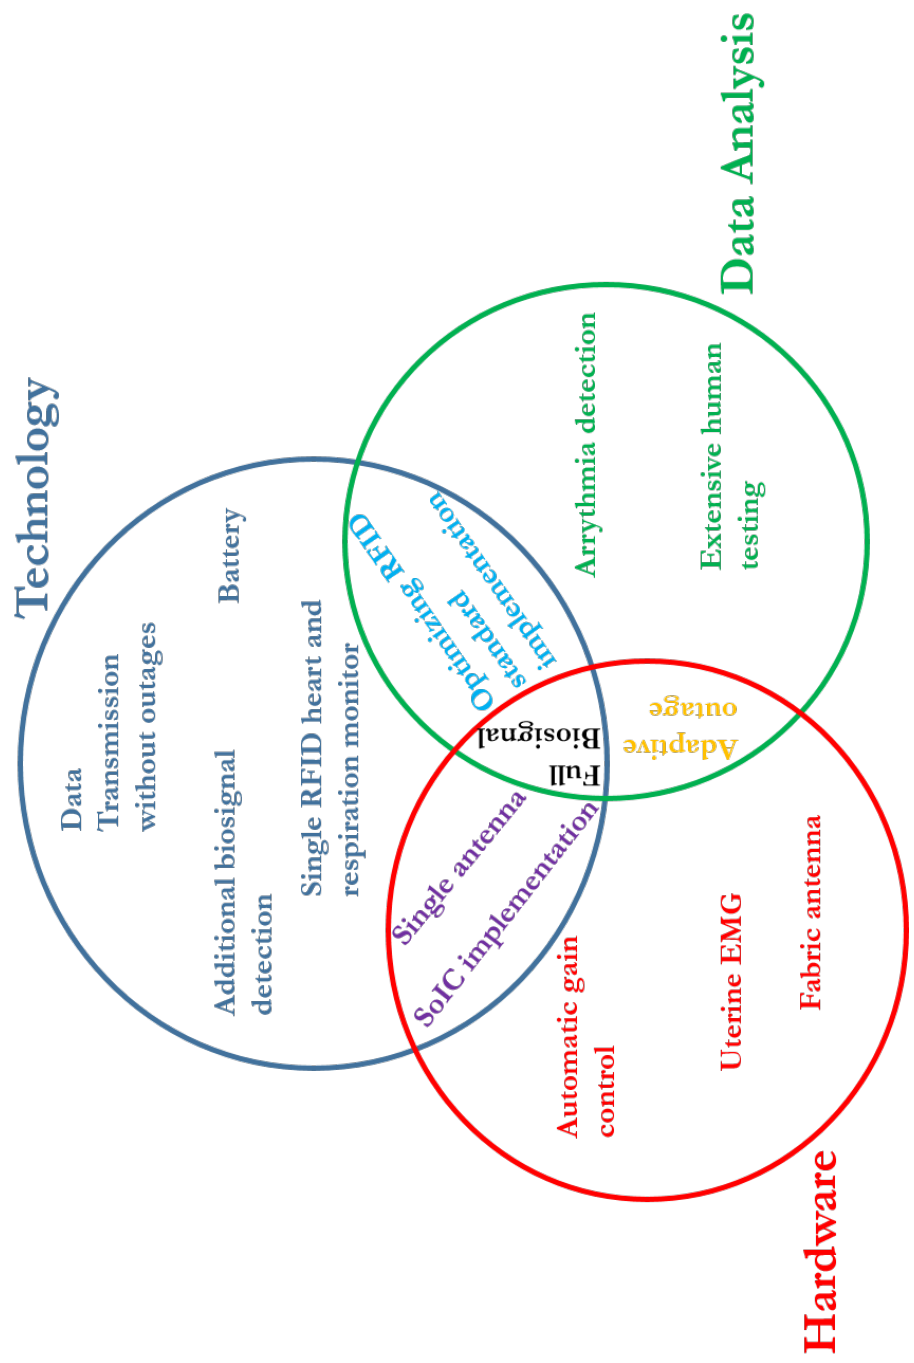 Technology
Data
Transmission
without outages
Battery
Additional biosignal
detection
Single RFID heart and
respiration monitor
Optimizing RFID
standard
implementation
Single antenna
SoIC implementation
Full
Biosignal
Adaptive
outage
Automatic gain
control
Uterine EMG
Fabric antenna
Hardware
Arrythmia detection
Extensive human
testing
Data Analysis